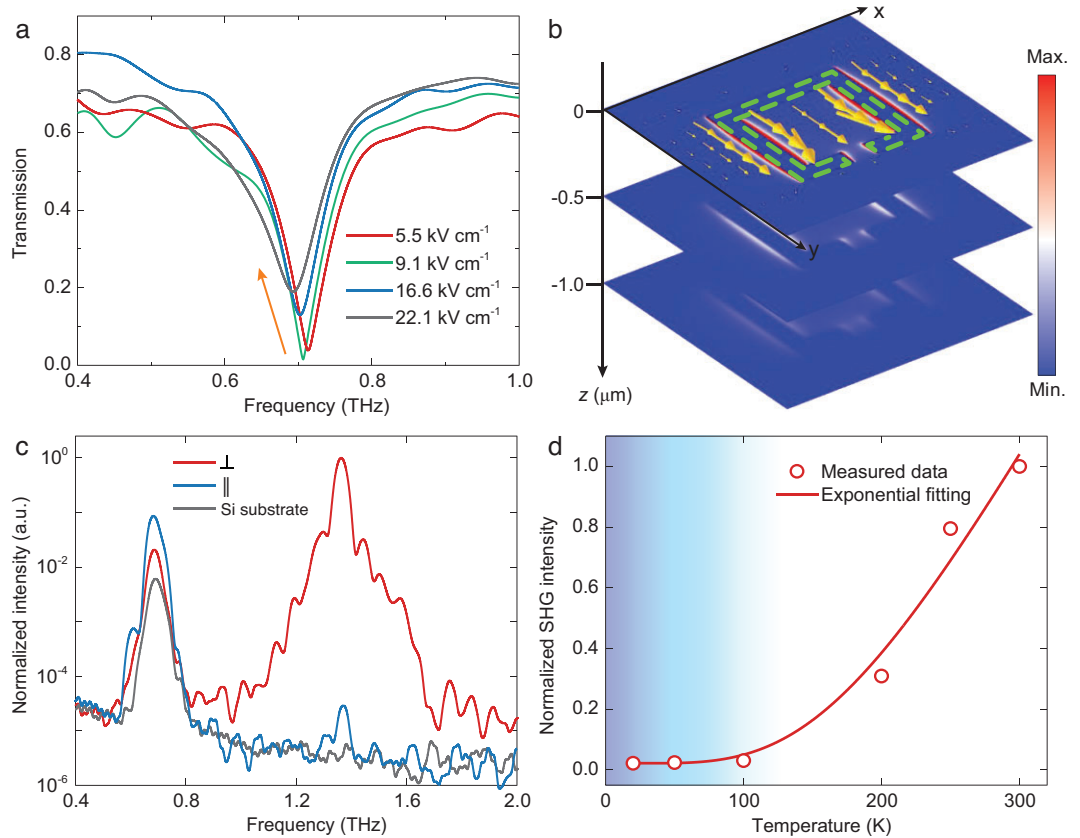 a
0.8
0.6
0.4
0.2
0.0
Transmission
5.5 kV cm⁻¹
9.1 kV cm⁻¹
16.6 kV cm⁻¹
22.1 kV cm⁻¹
0.4
0.6
0.8
1.0
Frequency (THz)
b
x
y
0
-0.5
-1.0
z (μm)
Max.
Min.
c
10⁰
10⁻²
10⁻⁴
10⁻⁶
Normalized intensity (a.u.)
⊥
∥
Si substrate
0.4
0.8
1.2
1.6
2.0
Frequency (THz)
d
1.0
0.8
0.6
0.4
0.2
0.0
Normalized SHG intensity
Measured data
Exponential fitting
0
100
200
300
Temperature (K)